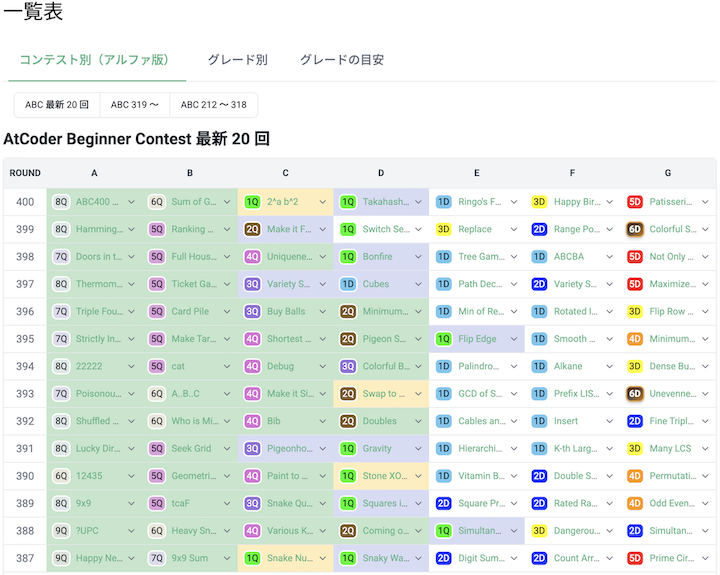 一覧表
コンテスト別（アルファ版） グレード別 グレードの目安
ABC 最新 20 回 ABC 319 〜 ABC 212 〜 318
AtCoder Beginner Contest 最新 20 回
ROUND A B C D E F G
400 8Q ABC400 ... 6Q Sum of G... 1Q 2^a b^2 1Q Takahash... 1D Ringo's F... 3D Happy Bir... 5D Patisseri...
399 8Q Hamming... 5Q Ranking ... 2Q Make it F... 1Q Switch Se... 3D Replace 2D Range Po... 6D Colorful S...
398 7Q Doors in t... 5Q Full Hous... 4Q Uniquene... 1Q Bonfire 1D Tree Gam... 1D ABCBA 5D Not Only ...
397 8Q Thermom... 5Q Ticket Ga... 3Q Variety S... 1D Cubes 1D Path Dec... 2D Variety S... 5D Maximize...
396 7Q Triple Fou... 5Q Card Pile 3Q Buy Balls 2Q Minimum... 1D Min of Re... 1D Rotated I... 3D Flip Row ...
395 7Q Strictly In... 5Q Make Tar... 4Q Shortest ... 2Q Pigeon S... 1Q Flip Edge 1D Smooth ... 4D Minimum...
394 8Q 22222 5Q cat 4Q Debug 3Q Colorful B... 1D Palindro... 1D Alkane 3D Dense Bu...
393 7Q Poisonou... 6Q A..B..C 4Q Make it Si... 2Q Swap to ... 1D GCD of S... 1D Prefix LIS... 6D Unevenne...
392 8Q Shuffled ... 6Q Who is Mi... 4Q Bib 2Q Doubles 1D Cables an... 1D Insert 2D Fine Tripl...
391 8Q Lucky Dir... 5Q Seek Grid 3Q Pigeonho... 1Q Gravity 1D Hierarchi... 1D K-th Larg... 3D Many LCS
390 6Q 12435 5Q Geometri... 4Q Paint to ... 1Q Stone XO... 1D Vitamin B... 2D Double S... 4D Permutati...
389 8Q 9x9 5Q tcaF 3Q Snake Qu... 1Q Squares i... 2D Square Pr... 2D Rated Ra... 4D Odd Even...
388 9Q ?UPC 6Q Heavy Sn... 4Q Various K... 2Q Coming o... 1Q Simultan... 3D Dangerou... 2D Simultan...
387 9Q Happy Ne... 7Q 9x9 Sum 1Q Snake Nu... 1Q Snaky Wa... 2D Digit Sum... 2D Count Arr... 5D Prime Cir...